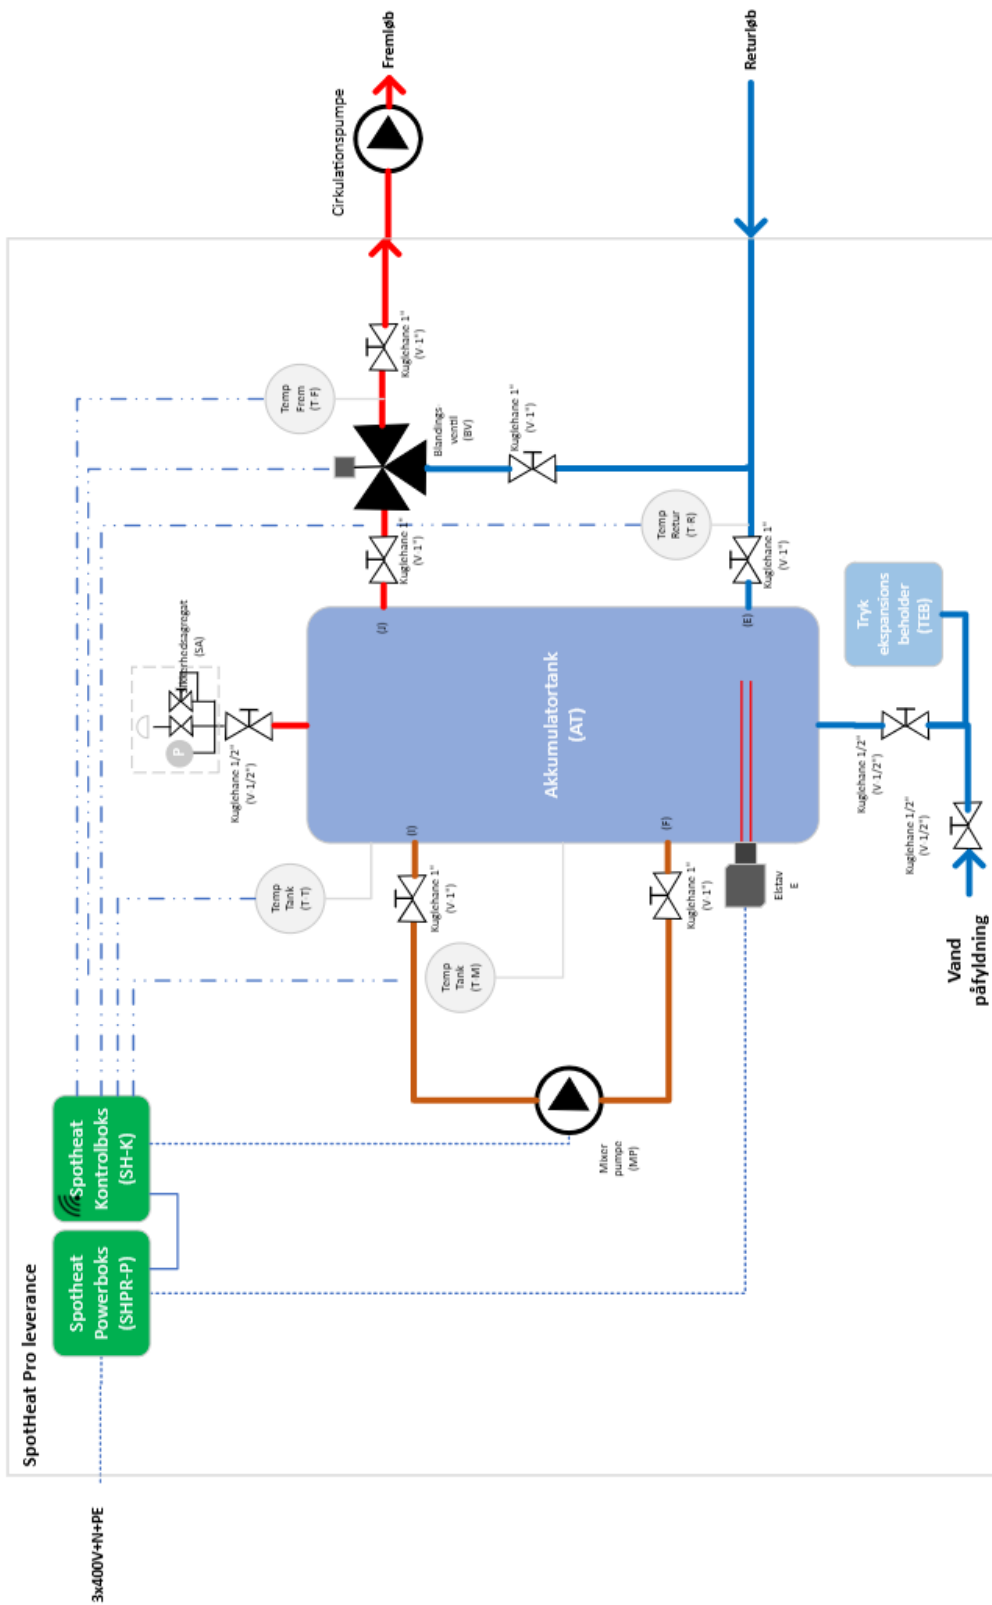 SpotHeat Pro leverance
3x400V+N+PE
Spotheat
Powerboks
(SHPR-P)
Spotheat
Kontrolboks
(SH-K)
P
Sikkerhedsagregat
(SA)
Kuglehane 1/2"
(V 1/2")
Temp
Tank
(T T)
Temp
Frem
(T F)
Cirkulationspumpe
Fremløb
Kuglehane 1"
(V 1")
Kuglehane 1"
(V 1")
Blandings
ventil
(BV)
Kuglehane 1"
(V 1")
(I)
(J)
Kuglehane 1"
(V 1")
Temp
Tank
(T M)
Kuglehane 1"
(V 1")
Akkumulatortank
(AT)
Mixer
pumpe
(MP)
Temp
Retur
(T R)
(F)
(E)
Kuglehane 1"
(V 1")
Kuglehane 1"
(V 1")
Returløb
Elstav
E
Kuglehane 1/2"
(V 1/2")
Tryk
ekspansions
beholder
(TEB)
Kuglehane 1/2"
(V 1/2")
Vand
påfyldning